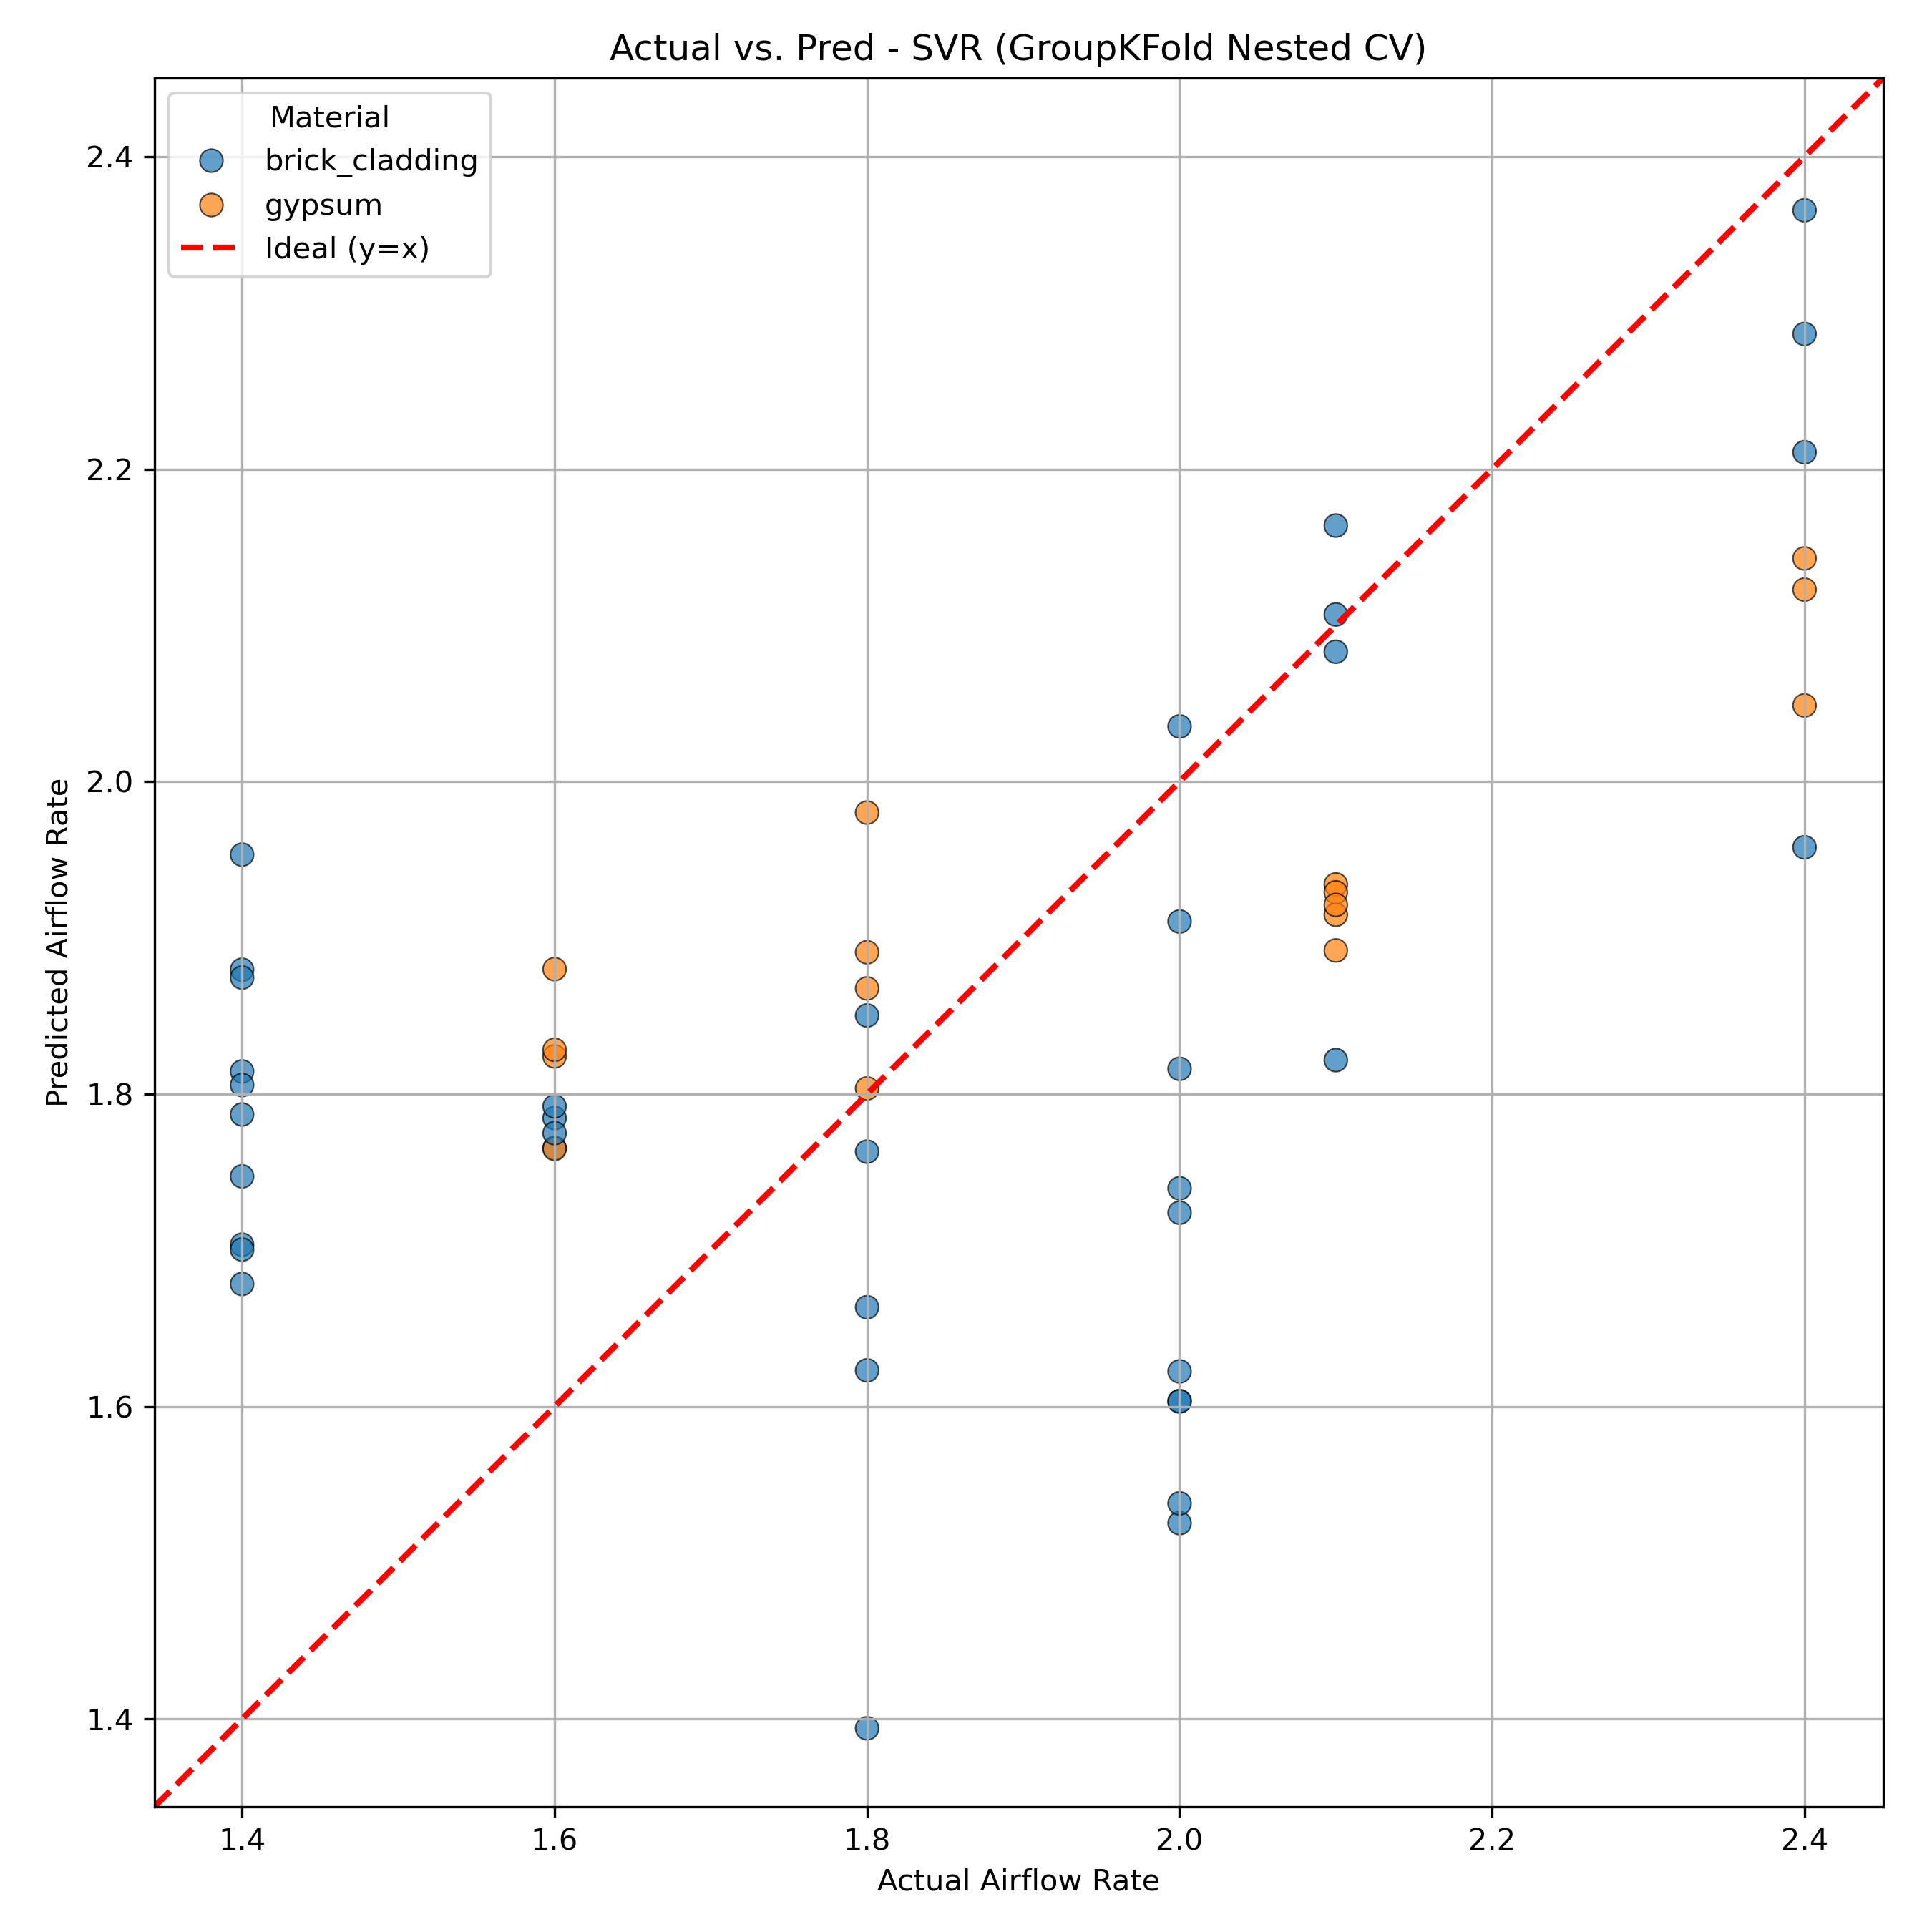 Actual vs. Pred - SVR (GroupKFold Nested CV)
Material
brick_cladding
gypsum
Ideal (y=x)
Predicted Airflow Rate
2.4
2.2
2.0
1.8
1.6
1.4
1.4 1.6 1.8 2.0 2.2 2.4
Actual Airflow Rate